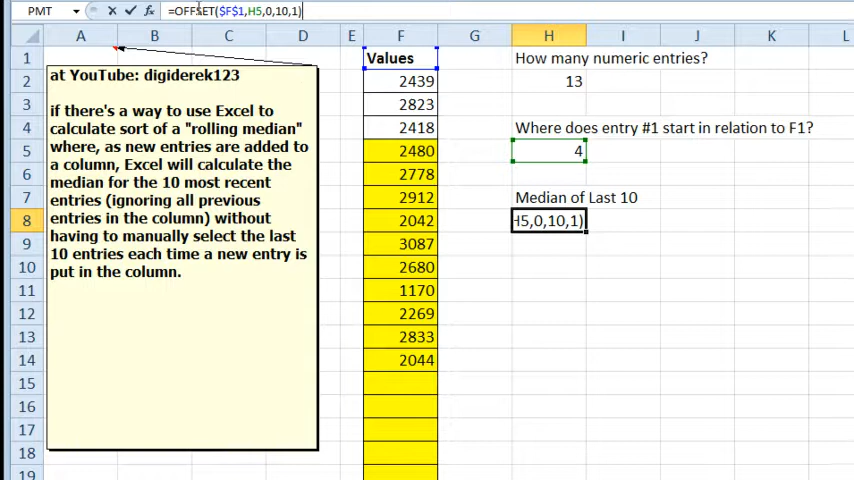 PMT =OFFSET($F$1,H5,0,10,1)
A B C D E F G H I J K L
1 Values How many numeric entries?
at YouTube: digiderek123
2 2439 13
if there's a way to use Excel to
3 2823
calculate sort of a "rolling median"
4 2418 Where does entry #1 start in relation to F1?
where, as new entries are added to
5 2480 4
a column, Excel will calculate the
6 2778
median for the 10 most recent
7 2912 Median of Last 10
entries (ignoring all previous
8 2042 H5,0,10,1)
entries in the column) without
9 3087
having to manually select the last
10 2680
10 entries each time a new entry is
put in the column.
11 1170
12 2269
13 2833
14 2044
15
16
17
18
19